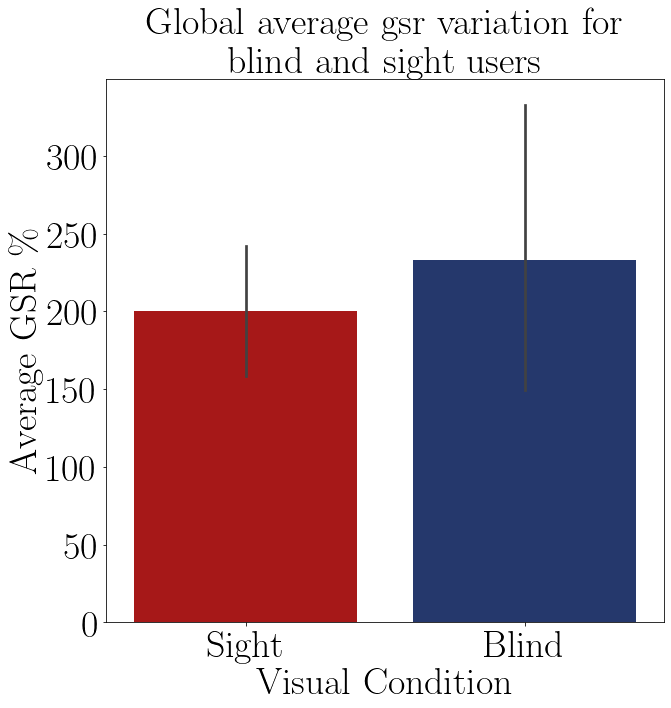 Global average gsr variation for
blind and sight users
Average GSR %
300
250
200
150
100
50
0
Sight
Blind
Visual Condition